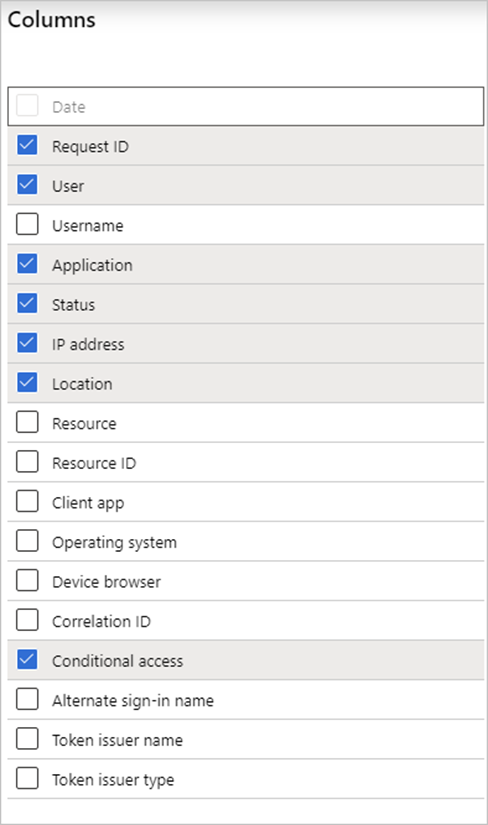 Columns
Date
Request ID
User
Username
Application
Status
IP address
Location
Resource
Resource ID
Client app
Operating system
Device browser
Correlation ID
Conditional access
Alternate sign-in name
Token issuer name
Token issuer type